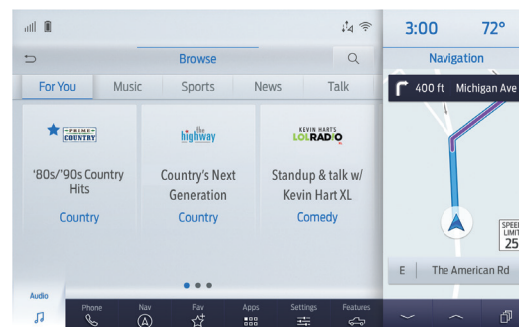 3:00 72°
Browse
Navigation
For You Music Sports News Talk
400 ft Michigan Ave
PRIME
COUNTRY
the
highway
KEVIN HART'S
LOLRADIO
'80s/'90s Country
Hits
Country's Next
Generation
Standup & talk w/
Kevin Hart XL
Country
Country
Comedy
SPEED
LIMIT
25
E The American Rd
Audio
Phone Nav Fav Apps Settings Features